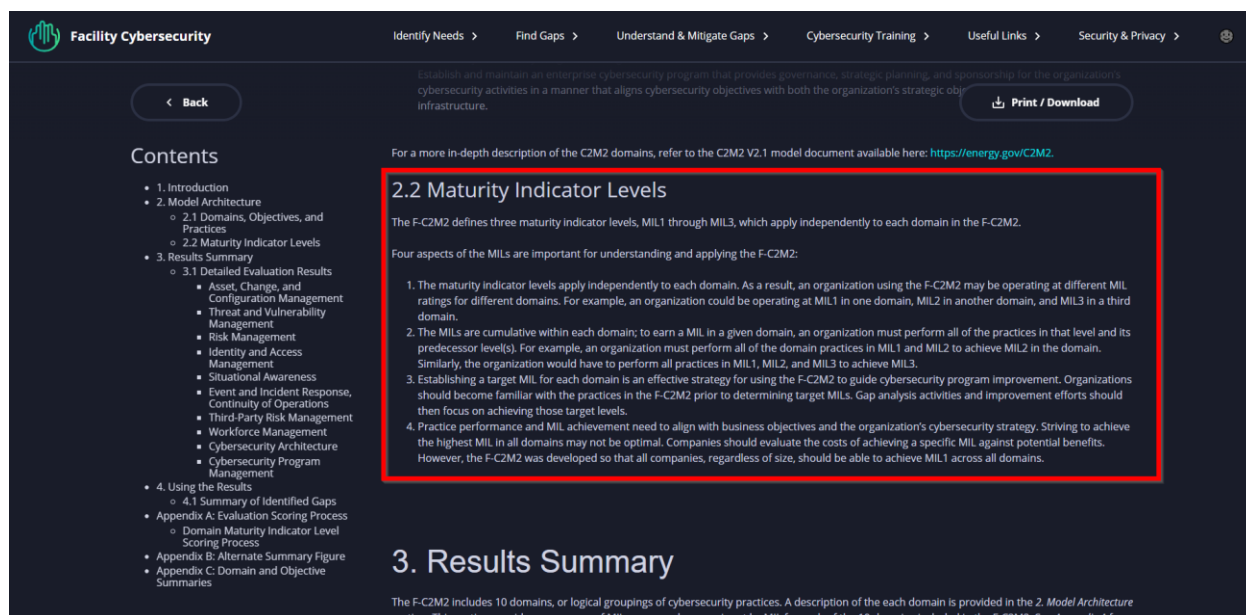 Facility Cybersecurity
Identify Needs >
Find Gaps >
Understand & Mitigate Gaps >
Cybersecurity Training >
Useful Links >
Security & Privacy >
< Back
Print / Download
Contents
• 1. Introduction
• 2. Model Architecture
○ 2.1 Domains, Objectives, and
Practices
○ 2.2 Maturity Indicator Levels
• 3. Results Summary
○ 3.1 Detailed Evaluation Results
▪ Asset, Change, and
Configuration Management
▪ Threat and Vulnerability
Management
▪ Risk Management
▪ Identity and Access
Management
▪ Situational Awareness
▪ Event and Incident Response,
Continuity of Operations
▪ Third-Party Risk Management
▪ Workforce Management
▪ Cybersecurity Architecture
▪ Cybersecurity Program
Management
• 4. Using the Results
○ 4.1 Summary of Identified Gaps
• Appendix A: Evaluation Scoring Process
○ Domain Maturity Indicator Level
Scoring Process
• Appendix B: Alternate Summary Figure
• Appendix C: Domain and Objective
Summaries
Establish and maintain an enterprise cybersecurity program that provides governance, strategic planning, and sponsorship for the organization's
cybersecurity activities in a manner that aligns cybersecurity objectives with both the organization's strategic
infrastructure.
For a more in-depth description of the C2M2 domains, refer to the C2M2 V2.1 model document available here: https://energy.gov/C2M2.
2.2 Maturity Indicator Levels
The F-C2M2 defines three maturity indicator levels, MIL1 through MIL3, which apply independently to each domain in the F-C2M2.
Four aspects of the MILs are important for understanding and applying the F-C2M2:
1. The maturity indicator levels apply independently to each domain. As a result, an organization using the F-C2M2 may be operating at different MIL
ratings for different domains. For example, an organization could be operating at MIL1 in one domain, MIL2 in another domain, and MIL3 in a third
domain.
2. The MILs are cumulative within each domain; to earn a MIL in a given domain, an organization must perform all of the practices in that level and its
predecessor level(s). For example, an organization must perform all of the domain practices in MIL1 and MIL2 to achieve MIL2 in the domain.
Similarly, the organization would have to perform all practices in MIL1, MIL2, and MIL3 to achieve MIL3.
3. Establishing a target MIL for each domain is an effective strategy for using the F-C2M2 to guide cybersecurity program improvement. Organizations
should become familiar with the practices in the F-C2M2 prior to determining target MILs. Gap analysis activities and improvement efforts should
then focus on achieving those target levels.
4. Practice performance and MIL achievement need to align with business objectives and the organization's cybersecurity strategy. Striving to achieve
the highest MIL in all domains may not be optimal. Companies should evaluate the costs of achieving a specific MIL against potential benefits.
However, the F-C2M2 was developed so that all companies, regardless of size, should be able to achieve MIL1 across all domains.
3. Results Summary
The F-C2M2 includes 10 domains, or logical groupings of cybersecurity practices. A description of the each domain is provided in the 2. Model Architecture